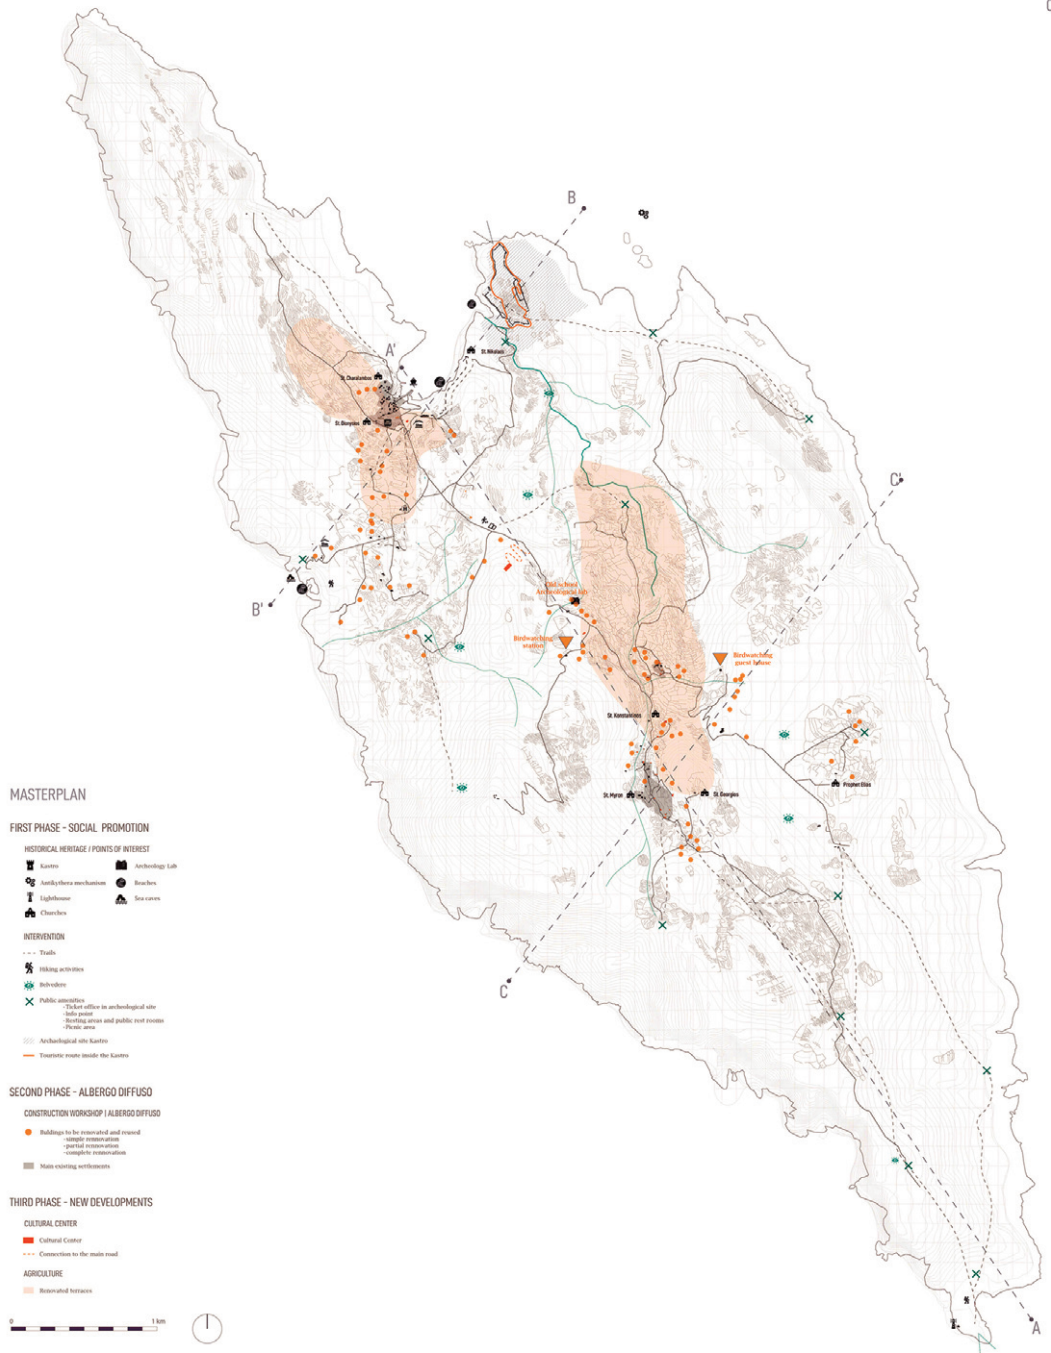 B
A'
St. Nikolaos
St. Charalambos
St. Dionysios
C'
B'
Old school
Archeological lab
Birdwatching
station
Birdwatching
guest house
St. Konstantinos
Prophet Elias
St. Myron
St. Georgios
C
A
MASTERPLAN
FIRST PHASE - SOCIAL PROMOTION
HISTORICAL HERITAGE / POINTS OF INTEREST
Kastro
Archeology Lab
Antikythera mechanism
Beaches
Lighthouse
Sea caves
Churches
INTERVENTION
Trails
Hiking activities
Belvedere
Public amenities
-Ticket office in archeological site
-Info point
-Resting areas and public rest rooms
-Picnic area
Archaeological site Kastro
Touristic route inside the Kastro
SECOND PHASE - ALBERGO DIFFUSO
CONSTRUCTION WORKSHOP | ALBERGO DIFFUSO
Buldings to be renovated and reused
-simple rennovation
-partial rennovation
-complete rennovation
Main existing settlements
THIRD PHASE - NEW DEVELOPMENTS
CULTURAL CENTER
Cultural Center
Connection to the main road
AGRICULTURE
Renovated terraces
0 1 km